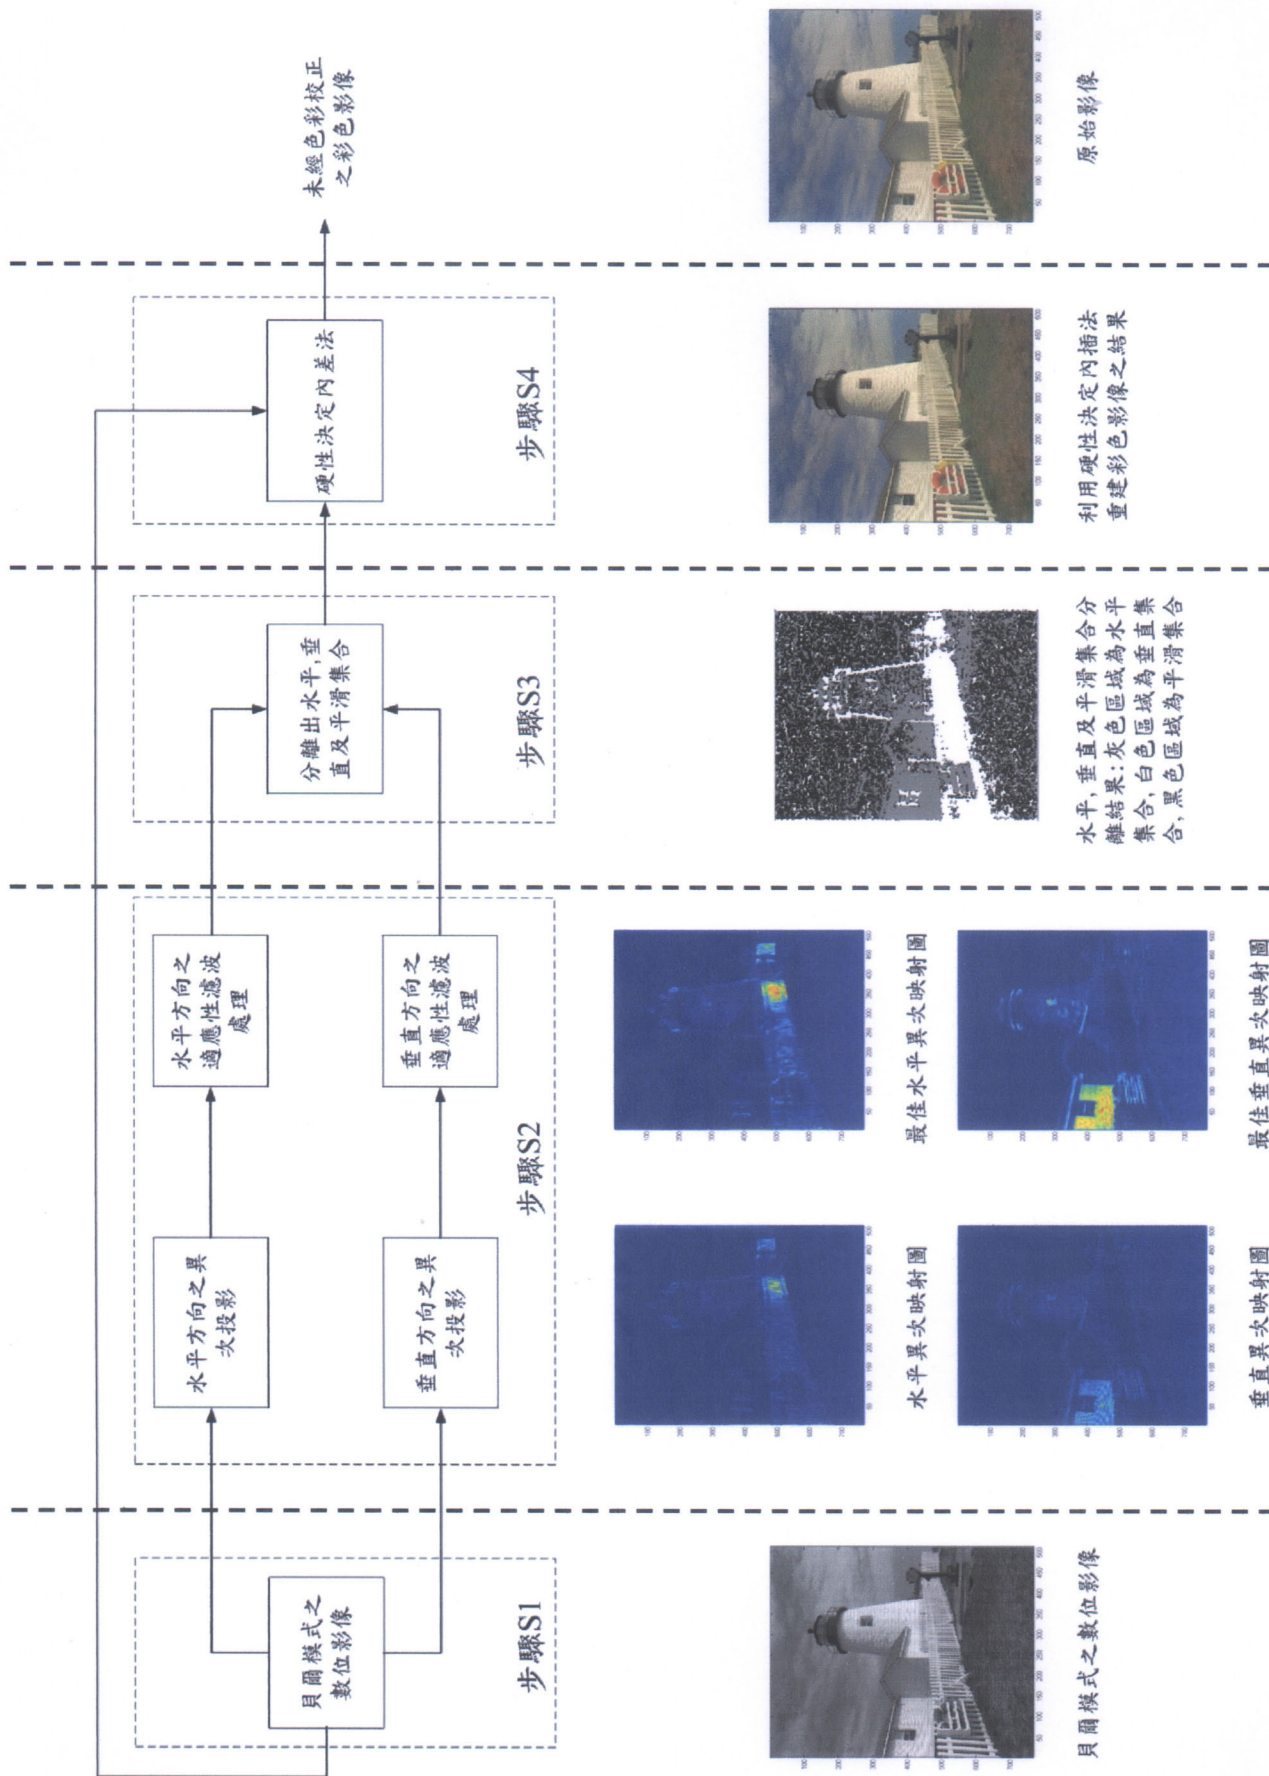 貝爾模式之
數位影像
步驟S1
水平方向之異
次投影
水平方向之
適應性濾波
處理
垂直方向之異
次投影
垂直方向之
適應性濾波
處理
步驟S2
分離出水平,垂
直及平滑集合
步驟S3
硬性決定內差法
步驟S4
未經色彩校正
之彩色影像
貝爾模式之數位影像
水平異次映射圖
最佳水平異次映射圖
垂直異次映射圖
最佳垂直異次映射圖
水平,垂直及平滑集合分
離結果:灰色區域為水平
集合,白色區域為垂直集
合,黑色區域為平滑集合
利用硬性決定內插法
重建彩色影像之結果
原始影像